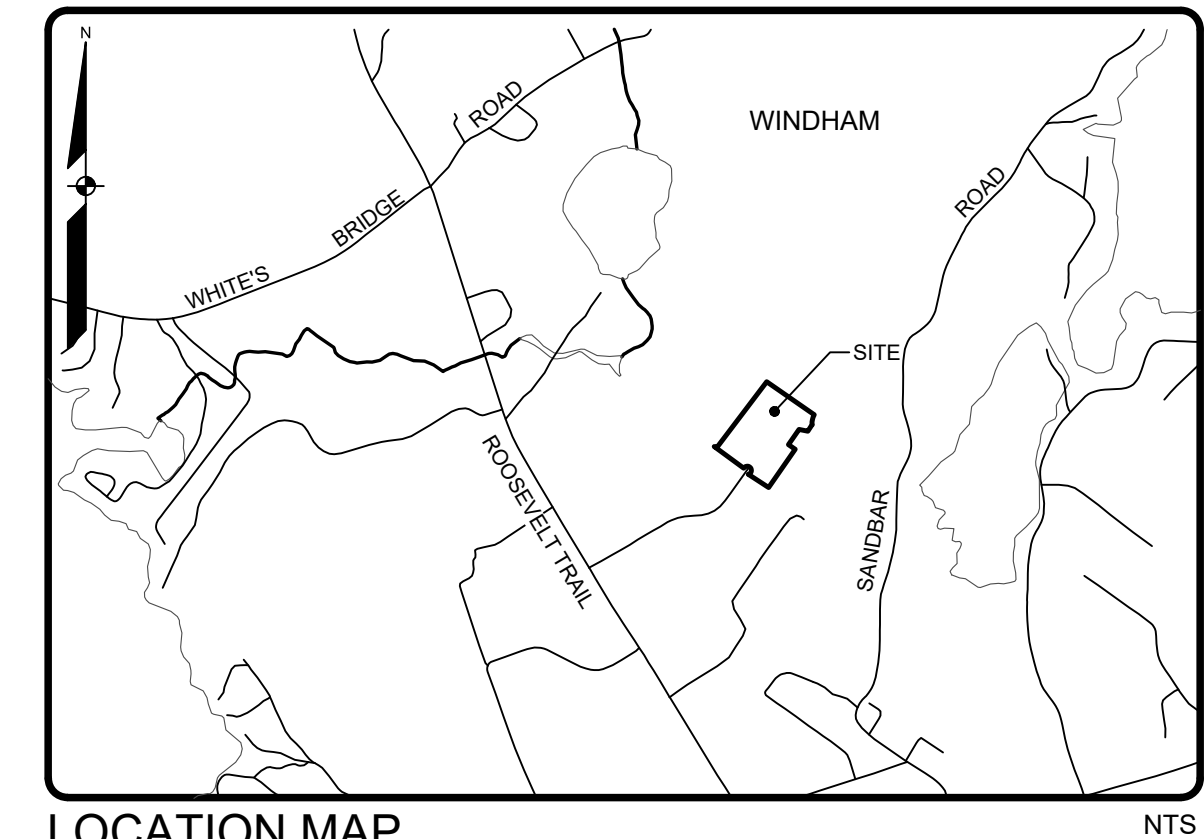 N
WINDHAM
WHITE'S BRIDGE ROAD
SITE
ROOSEVELT TRAIL
SANDBAR ROAD
LOCATION MAP
NTS